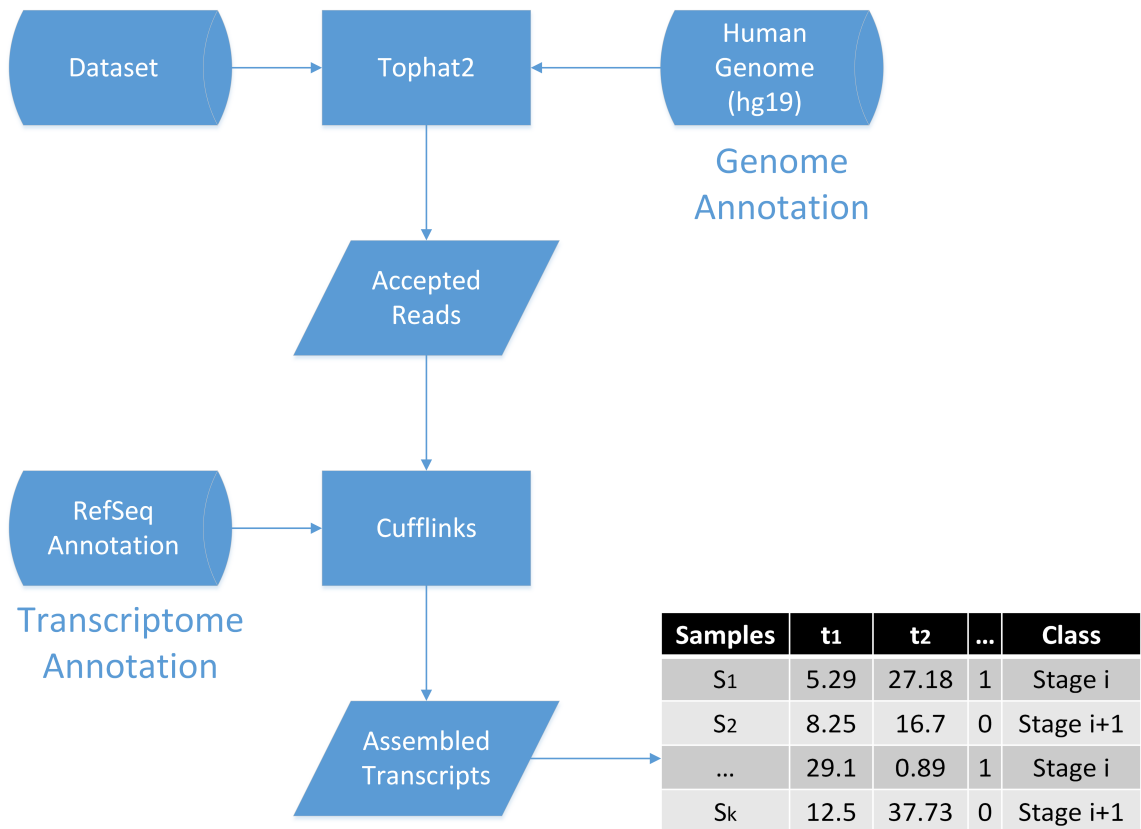 Dataset
Tophat2
Human
Genome
(hg19)
Genome
Annotation
Accepted
Reads
RefSeq
Annotation
Cufflinks
Transcriptome
Annotation
Assembled
Transcripts
Samples t1 t2 ... Class
S1 5.29 27.18 1 Stage i
S2 8.25 16.7 0 Stage i+1
... 29.1 0.89 1 Stage i
Sk 12.5 37.73 0 Stage i+1